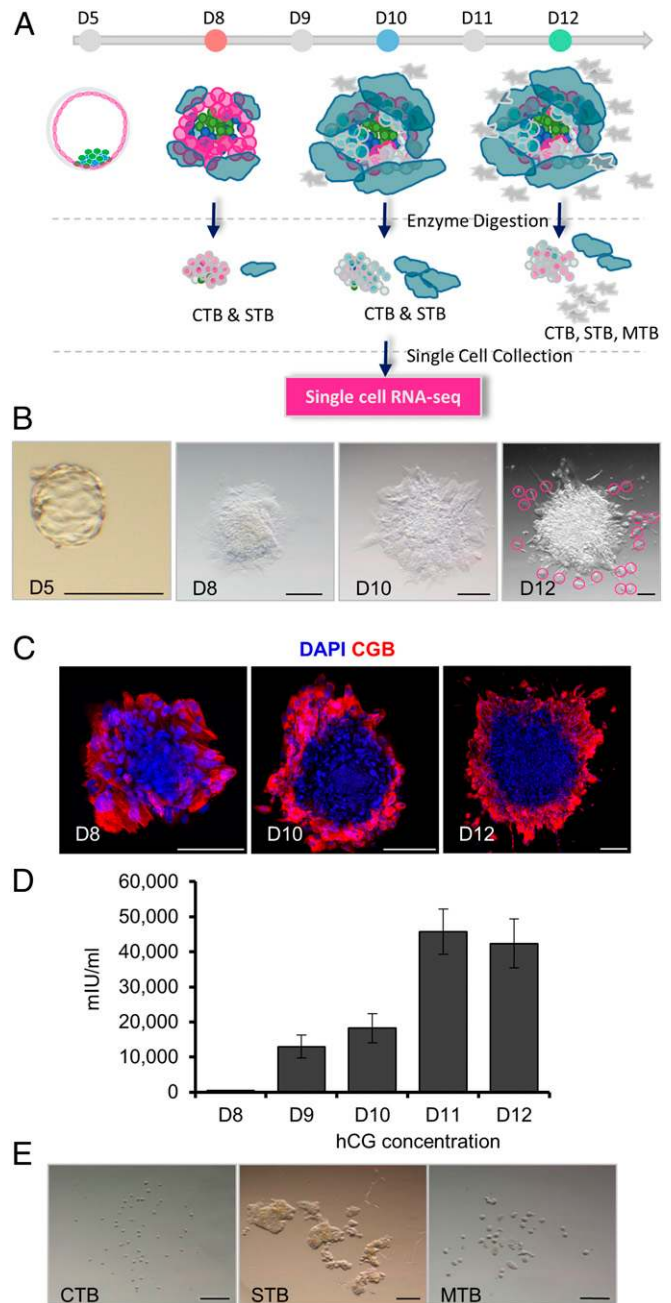 A
D5 D8 D9 D10 D11 D12
Enzyme Digestion
CTB & STB
CTB & STB
CTB, STB, MTB
Single Cell Collection
Single cell RNA-seq
B
D5
D8
D10
D12
C
DAPI CGB
D8
D10
D12
D
mIU/ml
60,000
50,000
40,000
30,000
20,000
10,000
0
D8 D9 D10 D11 D12
hCG concentration
E
CTB
STB
MTB